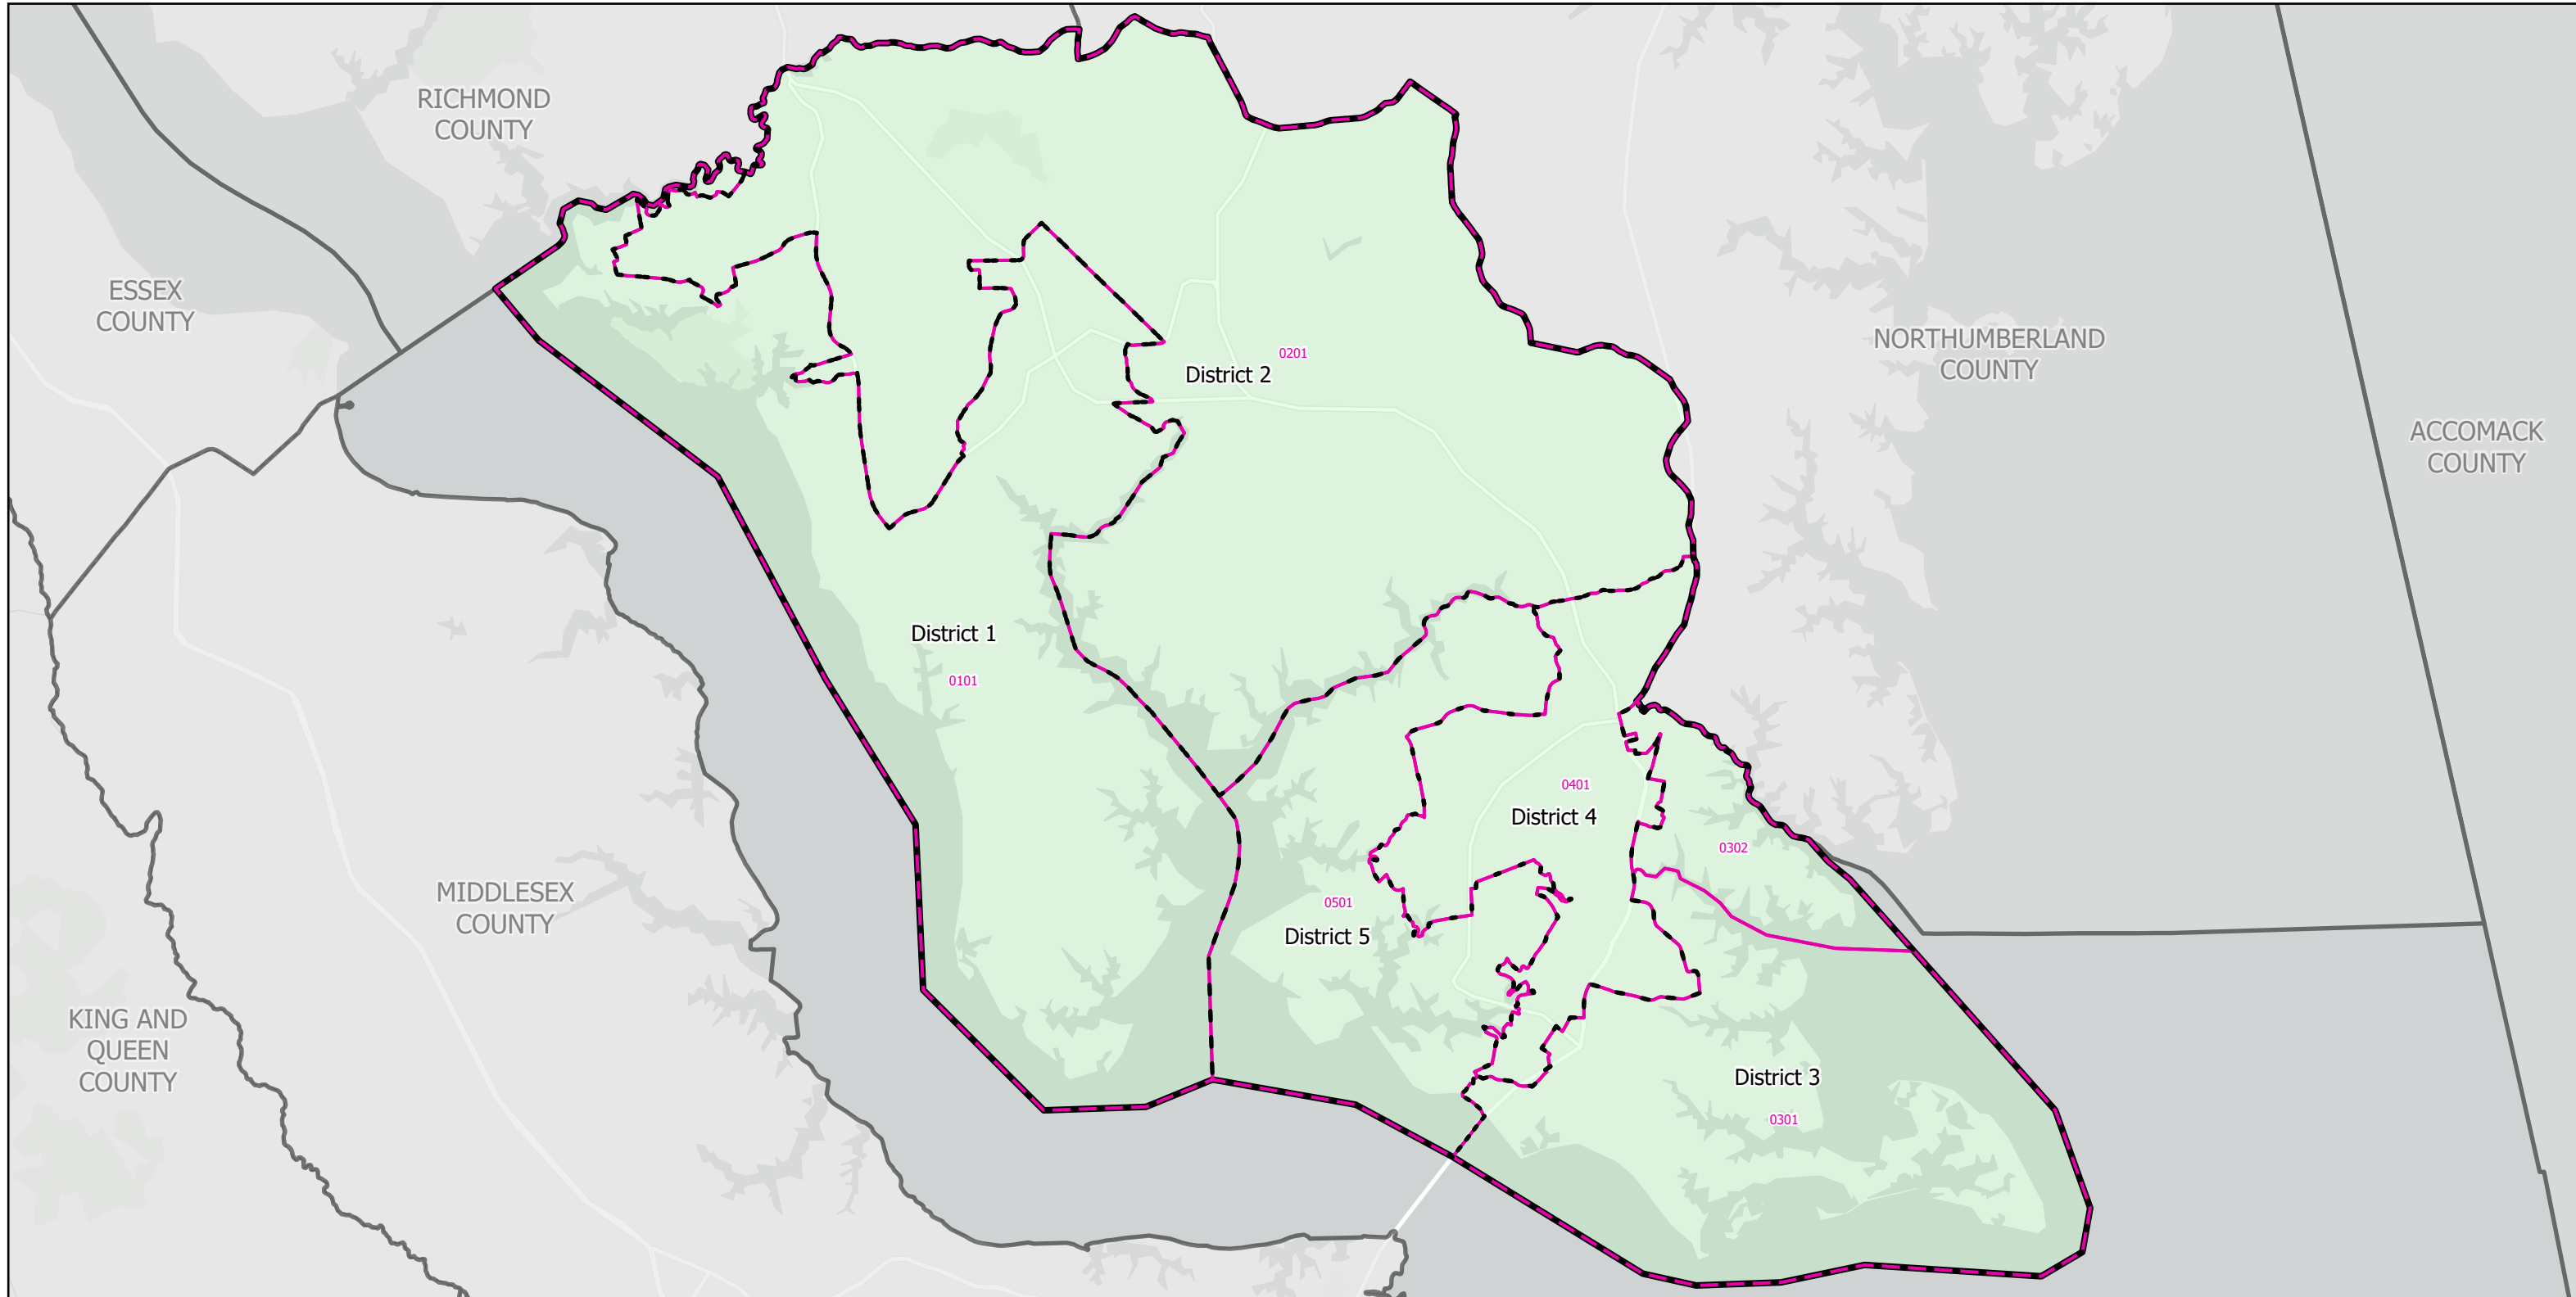 RICHMOND
COUNTY
ESSEX
COUNTY
NORTHUMBERLAND
COUNTY
0201
District 2
ACCOMACK
COUNTY
District 1
0101
0401
District 4
0302
MIDDLESEX
COUNTY
0501
District 5
KING AND
QUEEN
COUNTY
District 3
0301